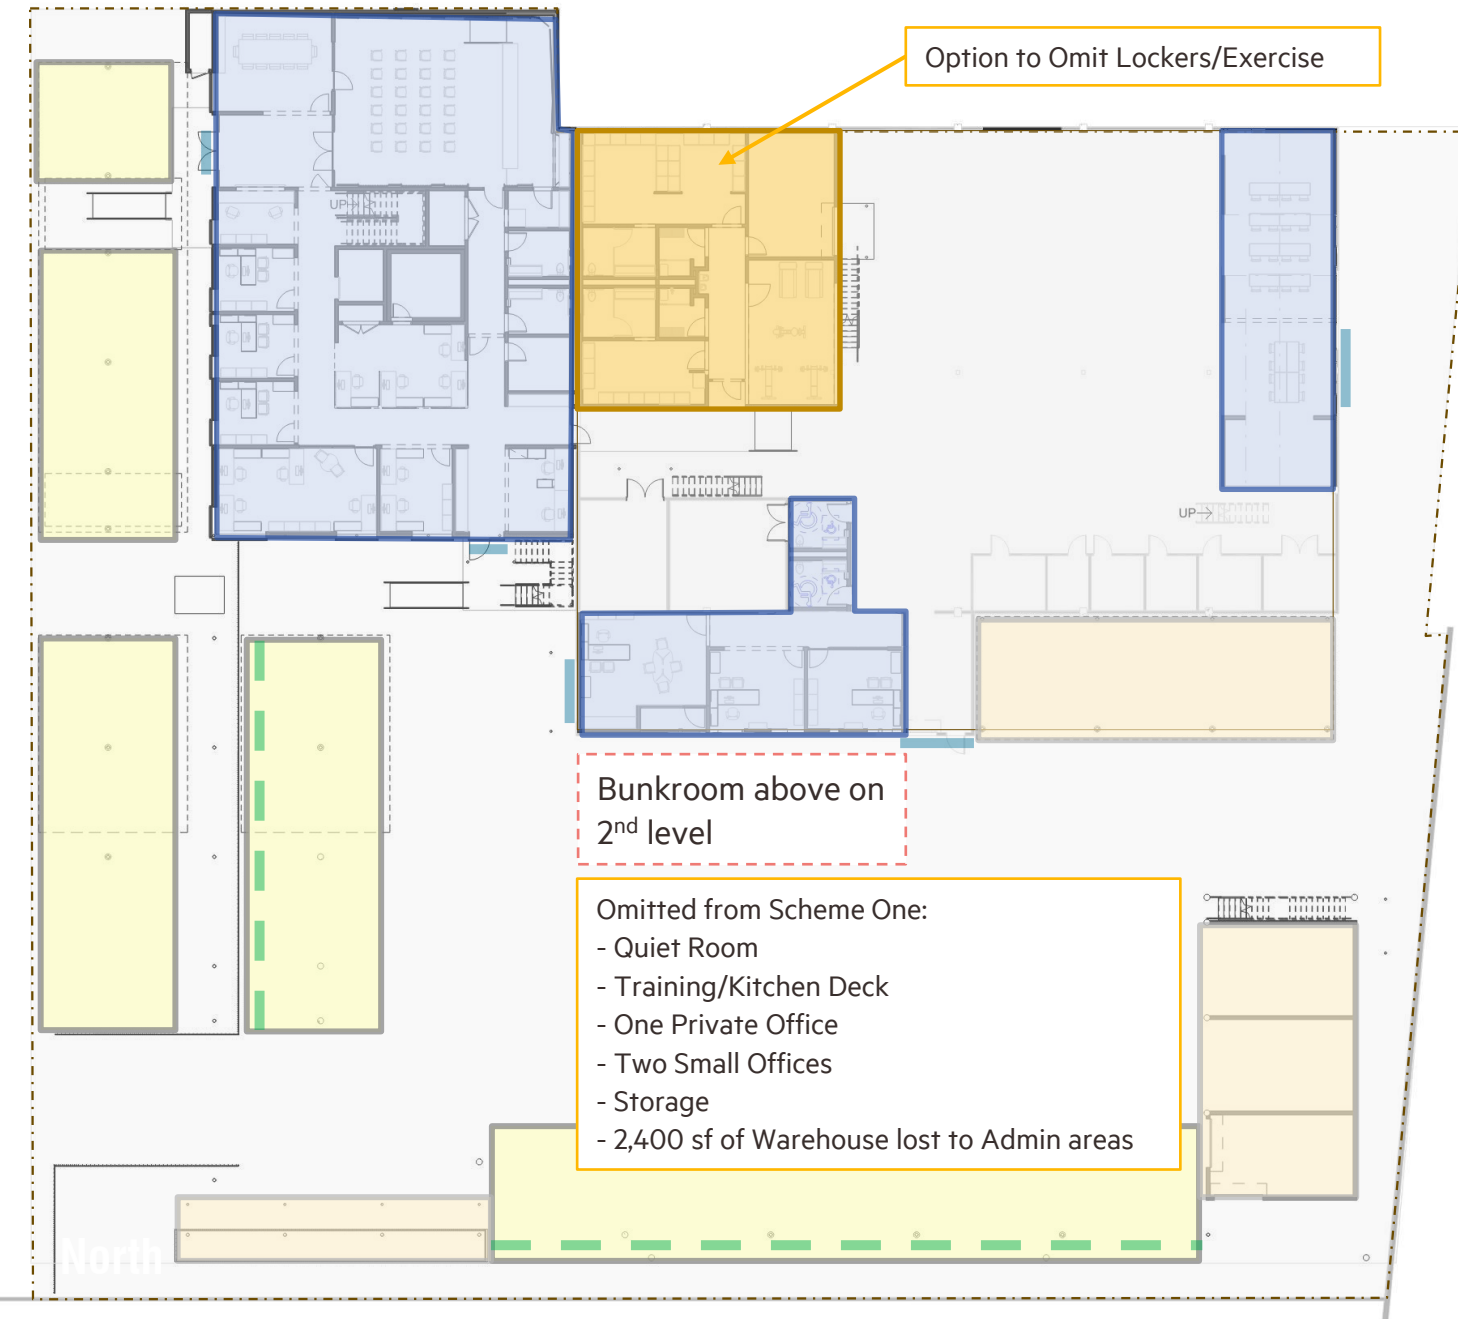 Option to Omit Lockers/Exercise
UP
UP
Bunkroom above on
2nd level
Omitted from Scheme One:
- Quiet Room
- Training/Kitchen Deck
- One Private Office
- Two Small Offices
- Storage
- 2,400 sf of Warehouse lost to Admin areas
North